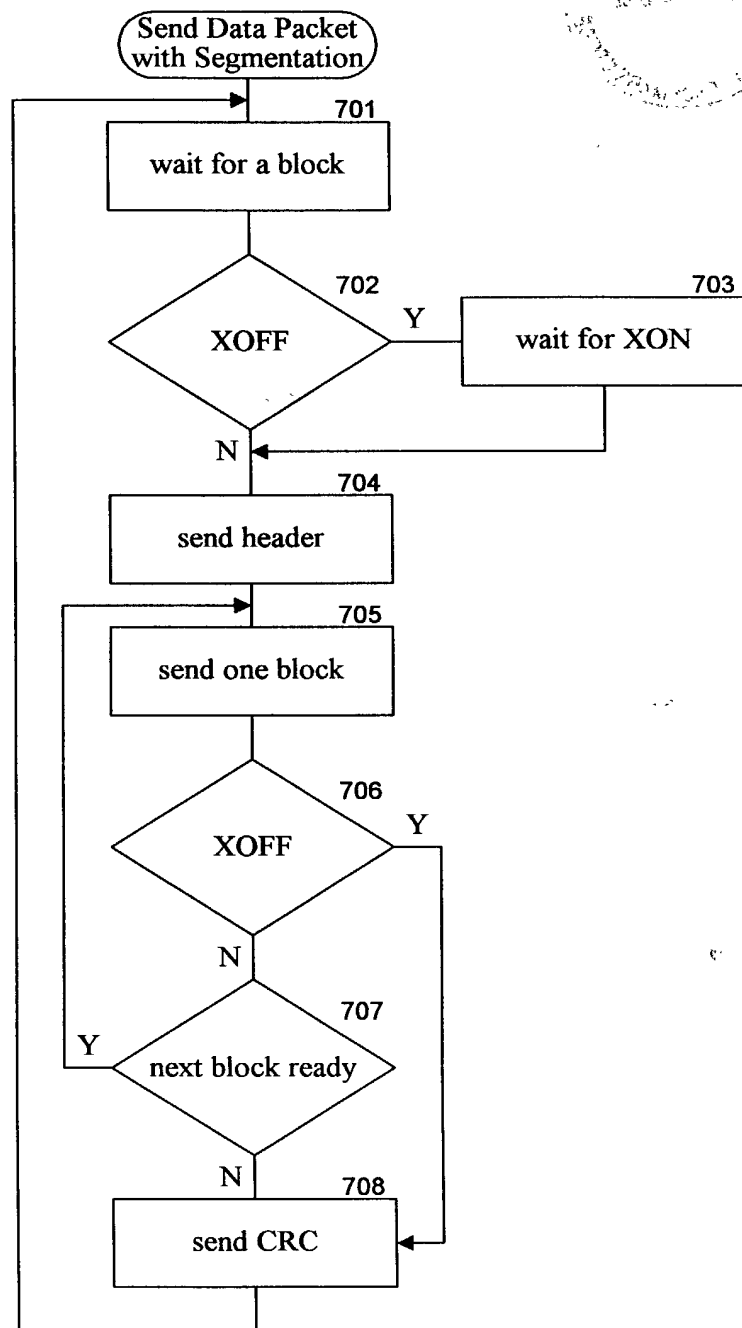 Send Data Packet
with Segmentation
701
wait for a block
702
XOFF
Y
703
wait for XON
N
704
send header
705
send one block
706
XOFF
Y
N
707
Y
next block ready
N
708
send CRC